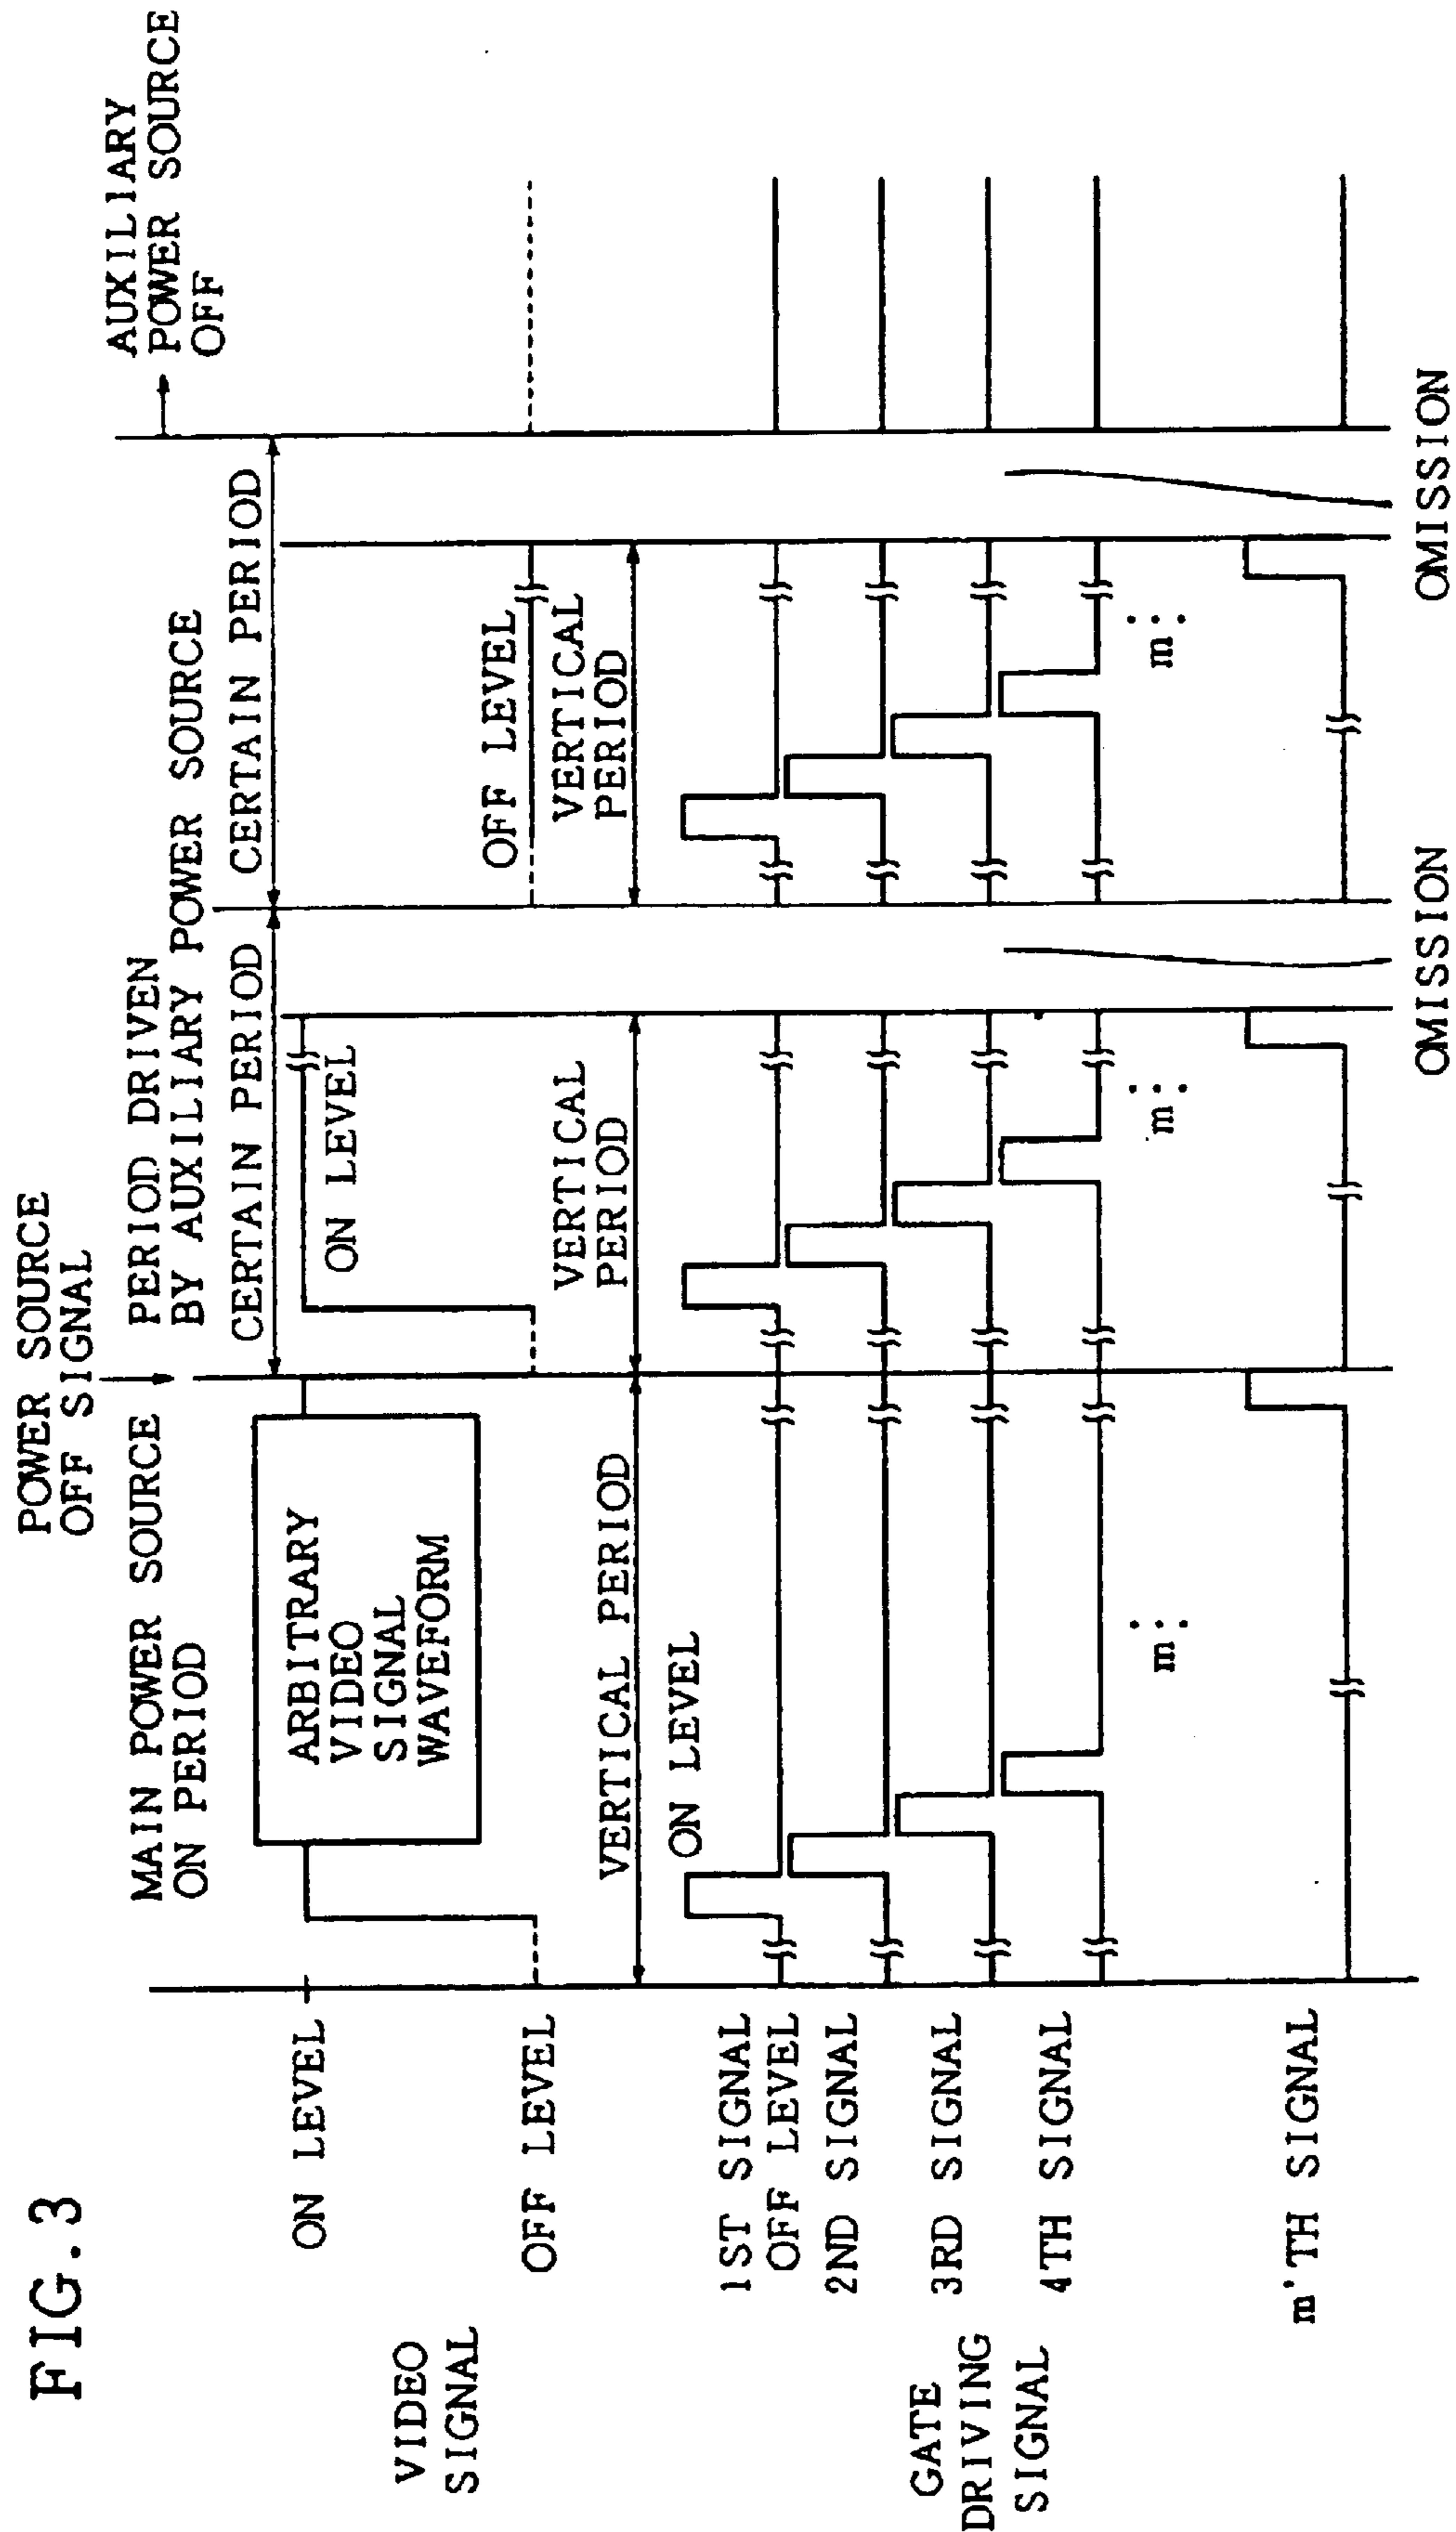 FIG.3
POWER SOURCE
OFF SIGNAL
AUXILIARY
POWER SOURCE
OFF
MAIN POWER SOURCE
ON PERIOD
PERIOD DRIVEN
BY AUXILIARY POWER SOURCE
CERTAIN PERIOD
CERTAIN PERIOD
VIDEO
SIGNAL
ON LEVEL
OFF LEVEL
ARBITRARY
VIDEO
SIGNAL
WAVEFORM
ON LEVEL
OFF LEVEL
VERTICAL PERIOD
VERTICAL
PERIOD
VERTICAL
PERIOD
ON LEVEL
GATE
DRIVING
SIGNAL
1ST SIGNAL
OFF LEVEL
2ND SIGNAL
3RD SIGNAL
4TH SIGNAL
m
m
m
m'TH SIGNAL
OMISSION
OMISSION